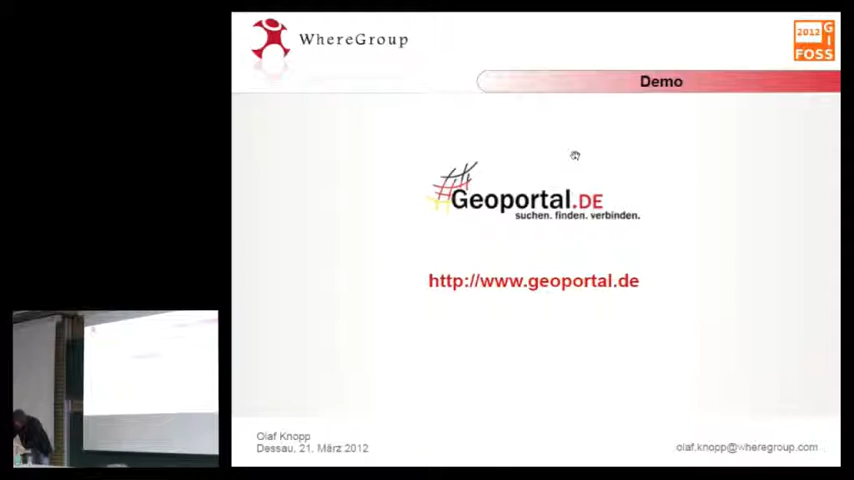 WhereGroup
2012
G
I
FOSS
Demo
Geoportal.DE
suchen. finden. verbinden.
http://www.geoportal.de
Olaf Knopp
Dessau, 21. März 2012
olaf.knopp@wheregroup.com